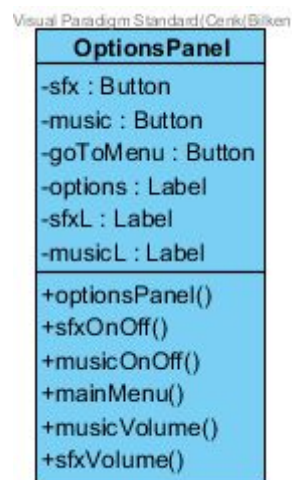 Visual Paradigm Standard(Cenk(Bilken
OptionsPanel
-sfx : Button
-music : Button
-goToMenu : Button
-options : Label
-sfxL : Label
-musicL : Label
+optionsPanel()
+sfxOnOff()
+musicOnOff()
+mainMenu()
+musicVolume()
+sfxVolume()